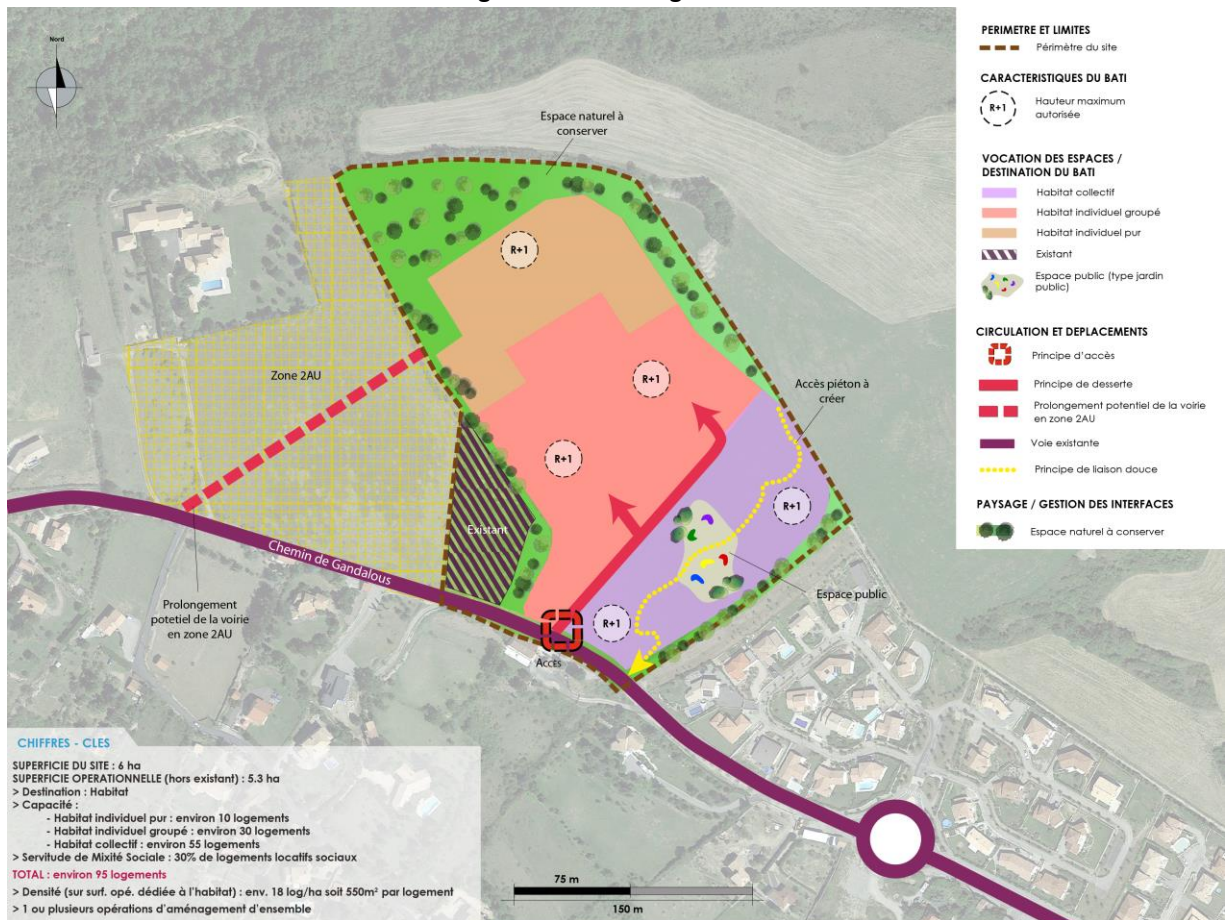 Nord
Espace naturel à
conserver
R+1
Zone 2AU
R+1
Accès piéton à
créer
R+1
R+1
Existant
Chemin de Gandalous
Prolongement
potetiel de la voirie
en zone 2AU
Espace public
R+1
Accès
PERIMETRE ET LIMITES
Périmètre du site
CARACTERISTIQUES DU BATI
R+1
Hauteur maximum
autorisée
VOCATION DES ESPACES /
DESTINATION DU BATI
Habitat collectif
Habitat individuel groupé
Habitat individuel pur
Existant
Espace public (type jardin
public)
CIRCULATION ET DEPLACEMENTS
Principe d'accès
Principe de desserte
Prolongement potentiel de la voirie
en zone 2AU
Voie existante
Principe de liaison douce
PAYSAGE / GESTION DES INTERFACES
Espace naturel à conserver
CHIFFRES - CLES
SUPERFICIE DU SITE : 6 ha
SUPERFICIE OPERATIONNELLE (hors existant) : 5.3 ha
> Destination : Habitat
> Capacité :
- Habitat individuel pur : environ 10 logements
- Habitat individuel groupé : environ 30 logements
- Habitat collectif : environ 55 logements
> Servitude de Mixité Sociale : 30% de logements locatifs sociaux
TOTAL : environ 95 logements
> Densité (sur surf. opé. dédiée à l'habitat) : env. 18 log/ha soit 550m² par logement
> 1 ou plusieurs opérations d'aménagement d'ensemble
75 m
150 m